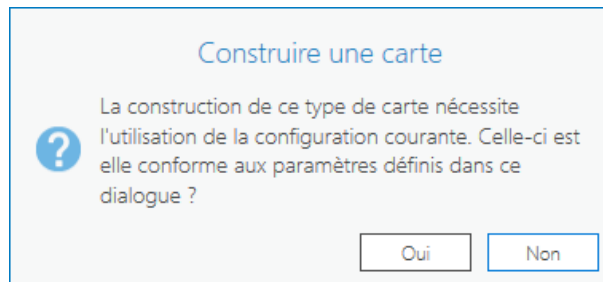 Construire une carte
La construction de ce type de carte nécessite
l'utilisation de la configuration courante. Celle-ci est
elle conforme aux paramètres définis dans ce
dialogue ?
Oui
Non